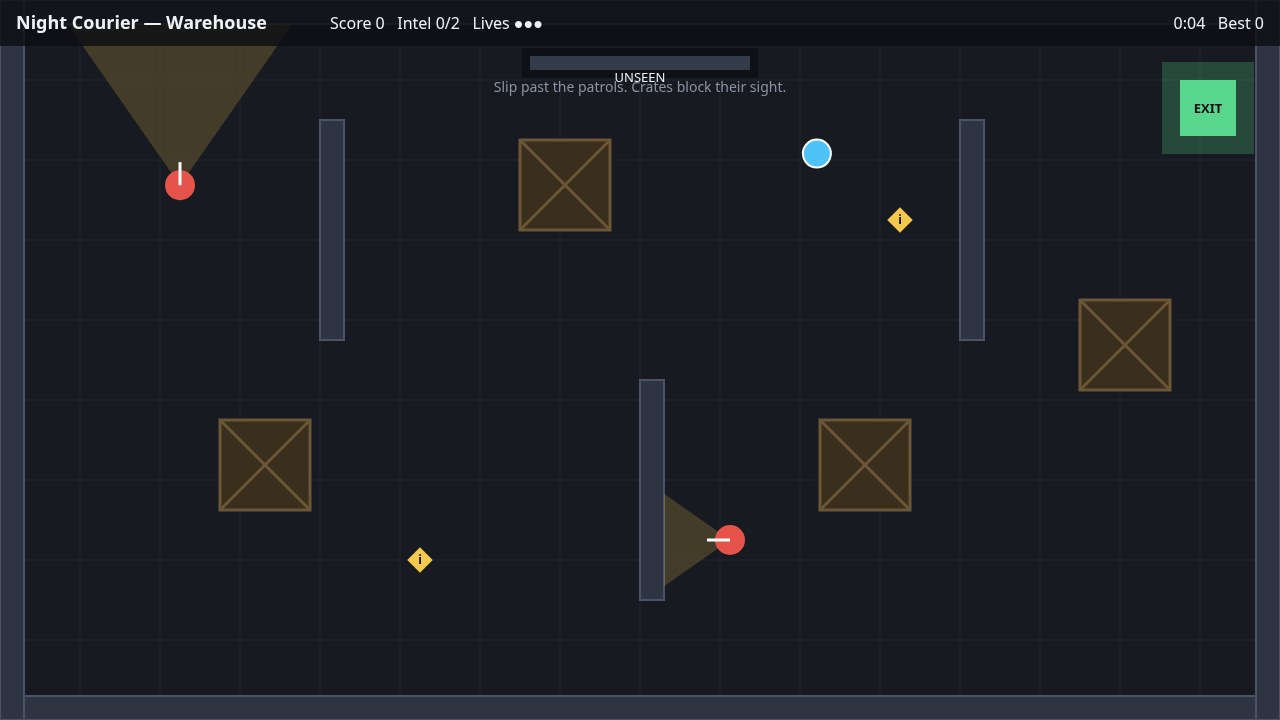 Night Courier — Warehouse
Score 0 Intel 0/2 Lives ●●●
0:04 Best 0
UNSEEN
Slip past the patrols. Crates block their sight.
EXIT
i
i